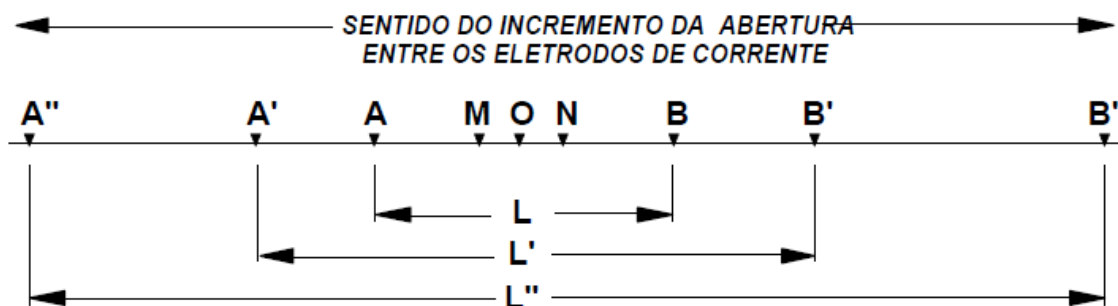 SENTIDO DO INCREMENTO DA ABERTURA
ENTRE OS ELETRODOS DE CORRENTE
A" A' A M O N B B' B'
L
L'
L"